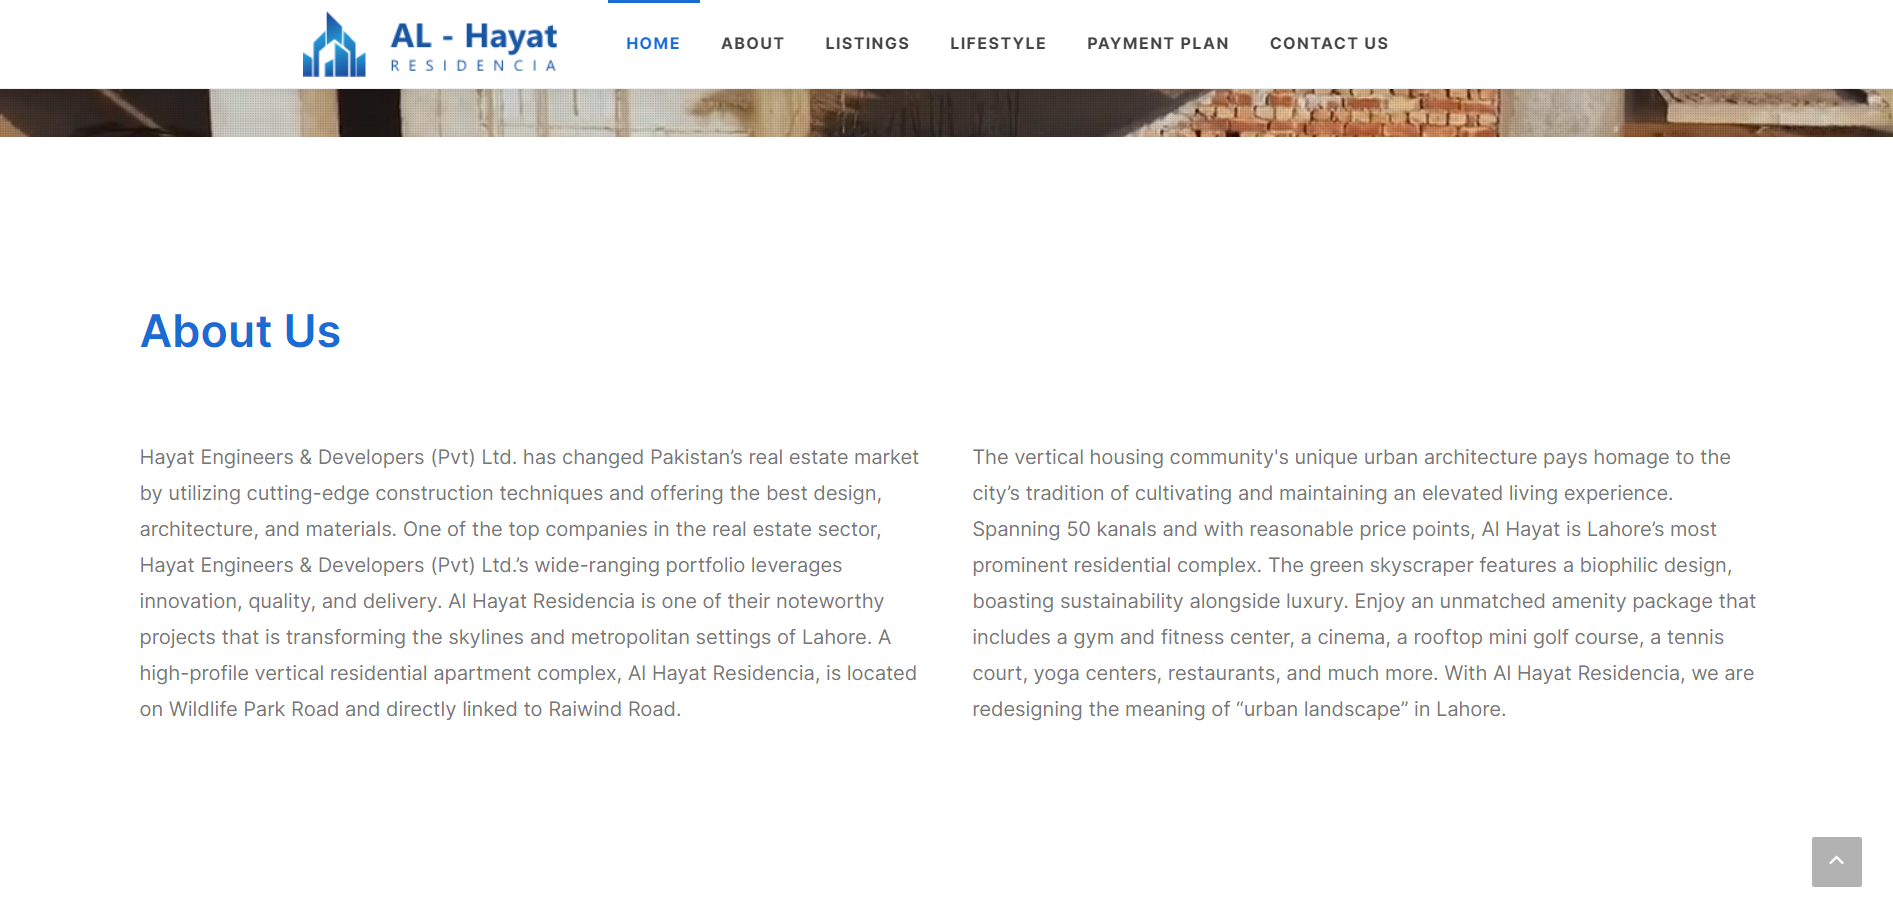 AL - Hayat
RESIDENCIA
HOME ABOUT LISTINGS LIFESTYLE PAYMENT PLAN CONTACT US
About Us
Hayat Engineers & Developers (Pvt) Ltd. has changed Pakistan’s real estate market
by utilizing cutting-edge construction techniques and offering the best design,
architecture, and materials. One of the top companies in the real estate sector,
Hayat Engineers & Developers (Pvt) Ltd.’s wide-ranging portfolio leverages
innovation, quality, and delivery. Al Hayat Residencia is one of their noteworthy
projects that is transforming the skylines and metropolitan settings of Lahore. A
high-profile vertical residential apartment complex, Al Hayat Residencia, is located
on Wildlife Park Road and directly linked to Raiwind Road.
The vertical housing community's unique urban architecture pays homage to the
city’s tradition of cultivating and maintaining an elevated living experience.
Spanning 50 kanals and with reasonable price points, Al Hayat is Lahore’s most
prominent residential complex. The green skyscraper features a biophilic design,
boasting sustainability alongside luxury. Enjoy an unmatched amenity package that
includes a gym and fitness center, a cinema, a rooftop mini golf course, a tennis
court, yoga centers, restaurants, and much more. With Al Hayat Residencia, we are
redesigning the meaning of “urban landscape” in Lahore.